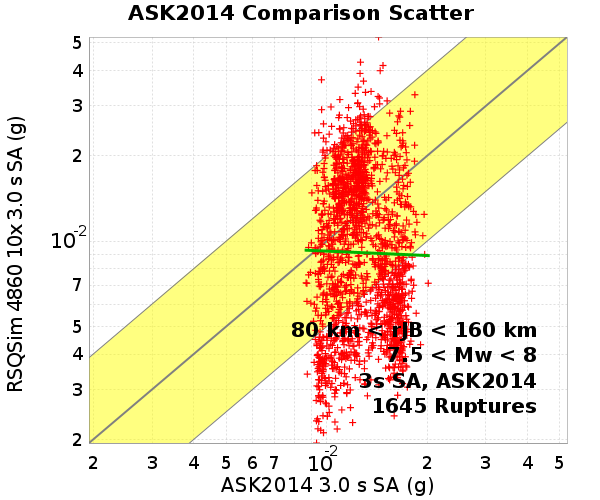 ASK2014 Comparison Scatter
RSQSim 4860 10x 3.0 s SA (g)
5
4
3
2
10^-2
7
5
4
3
2
80 km < rJB < 160 km
7.5 < Mw < 8
3s SA, ASK2014
1645 Ruptures
2 3 4 5 6 7 10^-2 2 3 4 5
ASK2014 3.0 s SA (g)